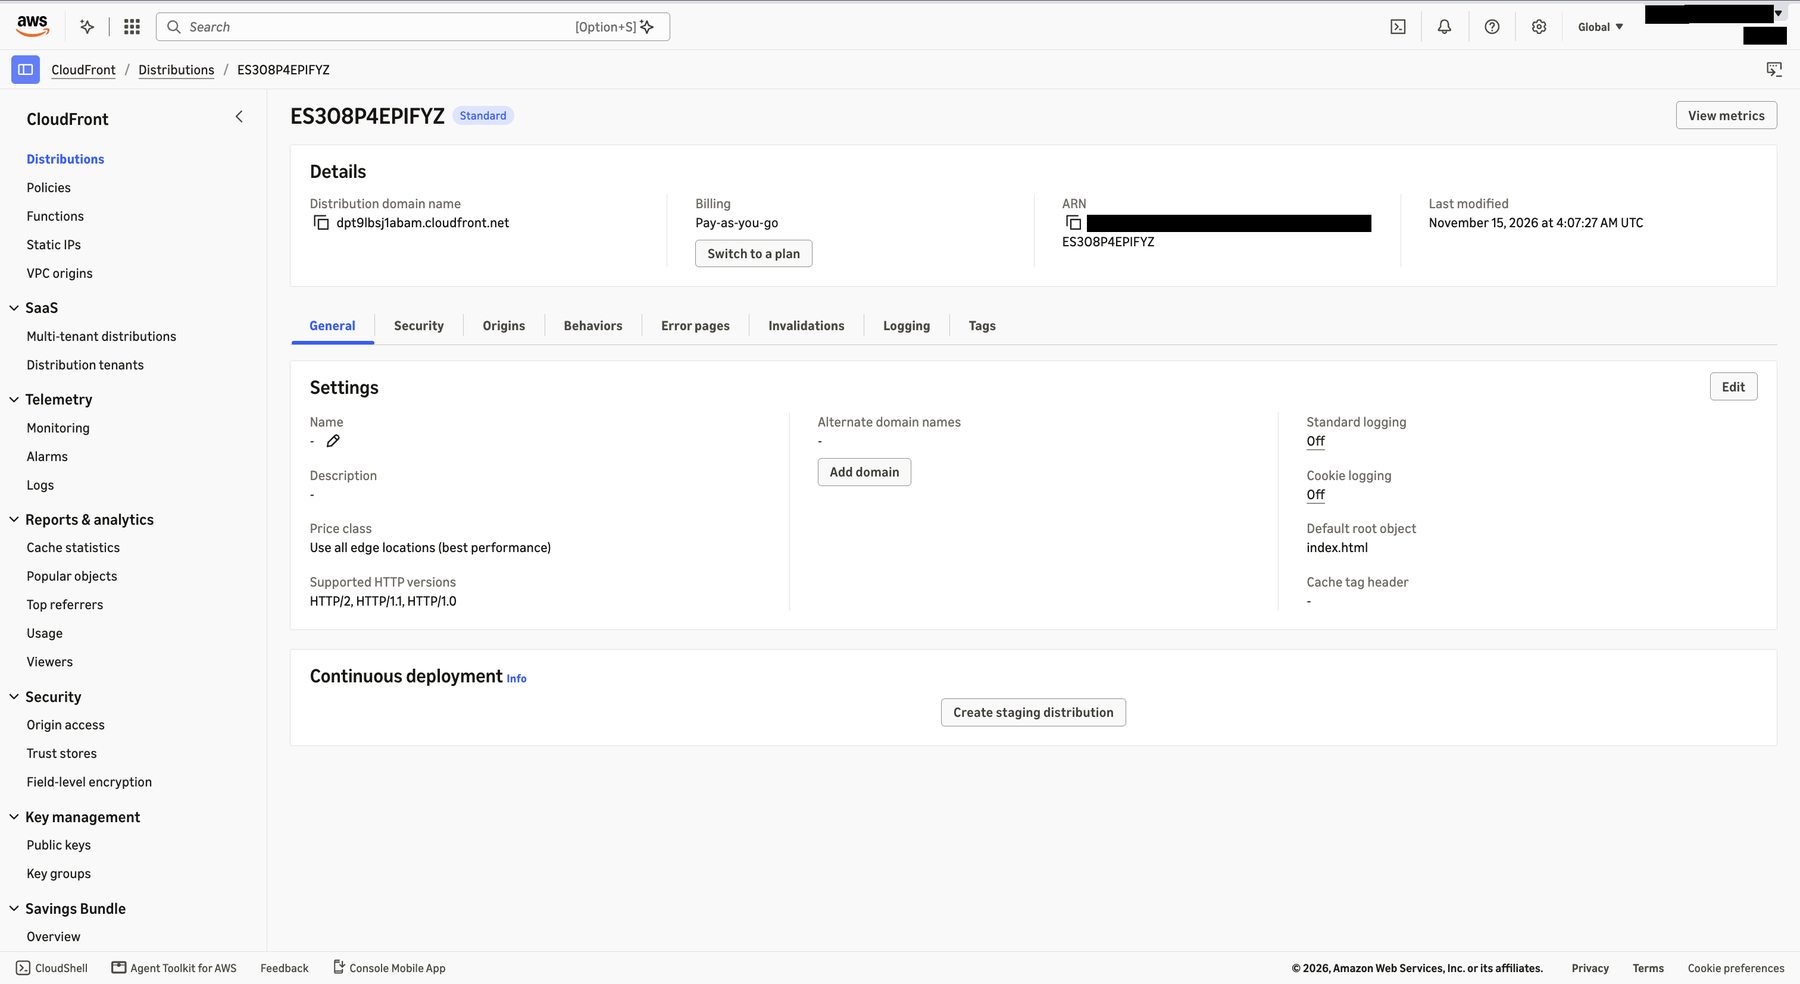 aws
Search
[Option+S]
Global
CloudFront / Distributions / ES3O8P4EPIFYZ
CloudFront
Distributions
Policies
Functions
Static IPs
VPC origins
SaaS
Multi-tenant distributions
Distribution tenants
Telemetry
Monitoring
Alarms
Logs
Reports & analytics
Cache statistics
Popular objects
Top referrers
Usage
Viewers
Security
Origin access
Trust stores
Field-level encryption
Key management
Public keys
Key groups
Savings Bundle
Overview
ES3O8P4EPIFYZ Standard
View metrics
Details
Distribution domain name
dpt9lbsj1abam.cloudfront.net
Billing
Pay-as-you-go
Switch to a plan
ARN
ES3O8P4EPIFYZ
Last modified
November 15, 2026 at 4:07:27 AM UTC
General Security Origins Behaviors Error pages Invalidations Logging Tags
Settings
Edit
Name
-
Description
-
Price class
Use all edge locations (best performance)
Supported HTTP versions
HTTP/2, HTTP/1.1, HTTP/1.0
Alternate domain names
-
Add domain
Standard logging
Off
Cookie logging
Off
Default root object
index.html
Cache tag header
-
Continuous deployment Info
Create staging distribution
CloudShell Agent Toolkit for AWS Feedback Console Mobile App
© 2026, Amazon Web Services, Inc. or its affiliates. Privacy Terms Cookie preferences